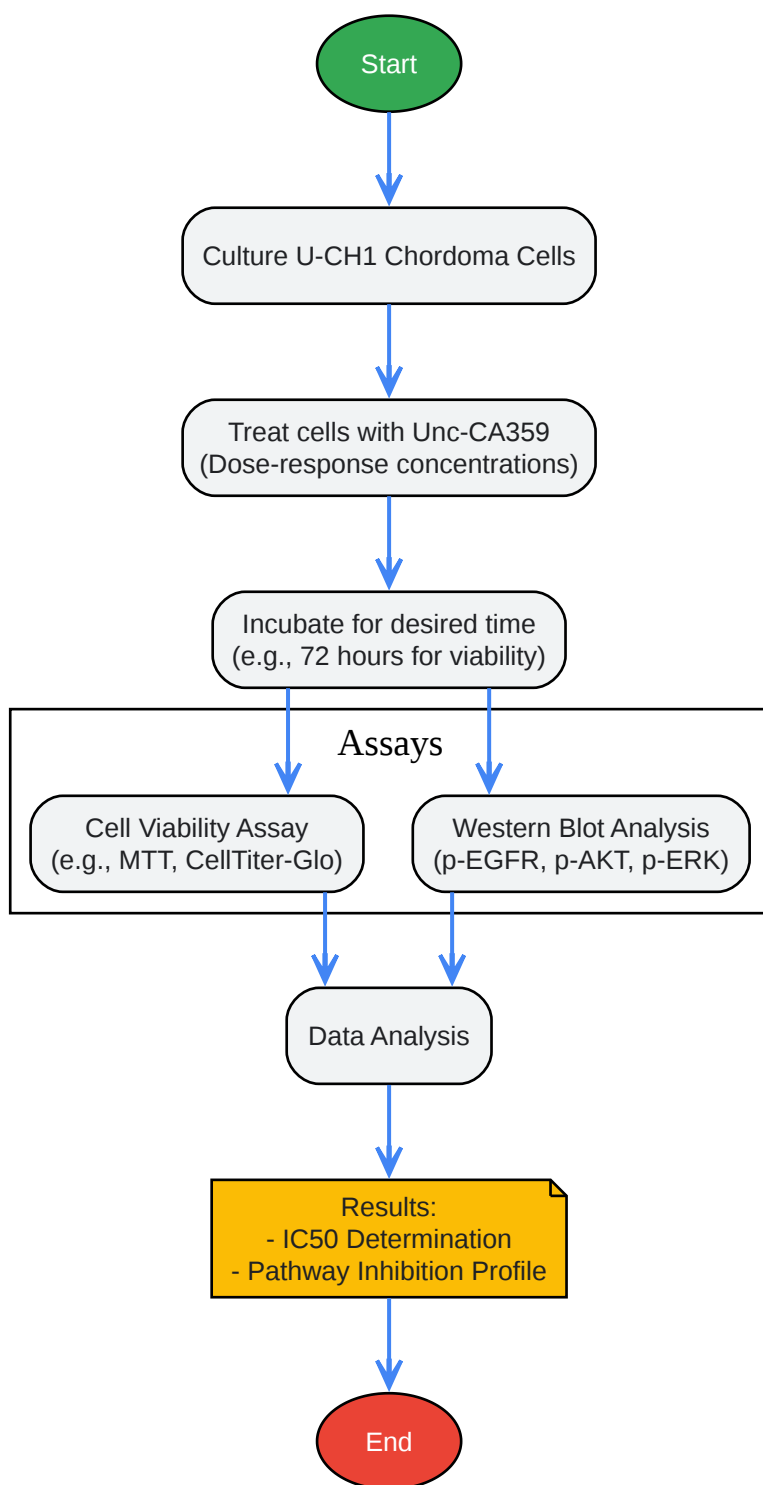 Start
Culture U-CH1 Chordoma Cells
Treat cells with Unc-CA359
(Dose-response concentrations)
Incubate for desired time
(e.g., 72 hours for viability)
Assays
Cell Viability Assay
(e.g., MTT, CellTiter-Glo)
Western Blot Analysis
(p-EGFR, p-AKT, p-ERK)
Data Analysis
Results:
- IC50 Determination
- Pathway Inhibition Profile
End